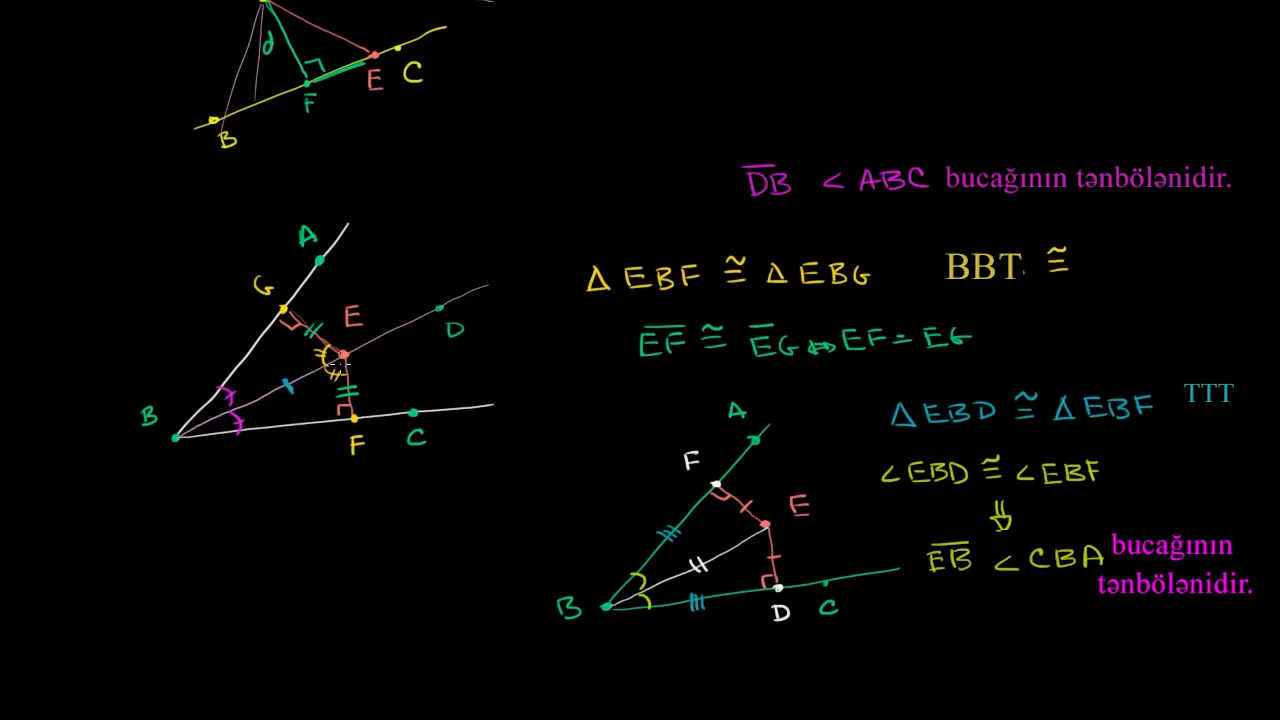 d
F
E
C
B
DB < ABC bucağının tənbölənidir.
A
G
E
D
B
F
C
Δ EBF ≅ Δ EBG BBT ≅
EF ≅ EG ⇔ EF = EG
Δ EBD ≅ Δ EBF TTT
< EBD ≅ < EBF
⇓
EB < CBA bucağının
tənbölənidir.
A
F
E
B
D
C